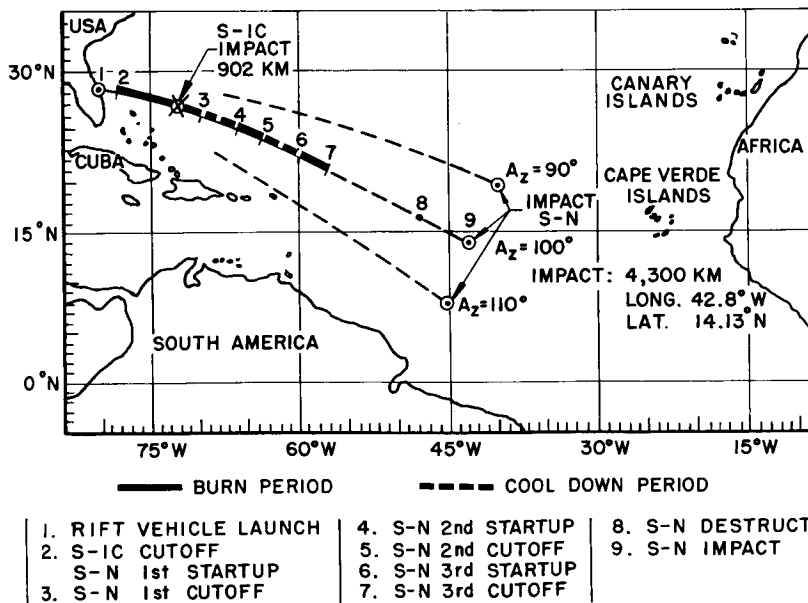 USA
S-IC
IMPACT
902 KM
1
2
3
4
5
6
7
8
9
30°N
15°N
0°N
CUBA
CANARY
ISLANDS
AFRICA
CAPE VERDE
ISLANDS
Az=90°
IMPACT
S-N
Az=100°
IMPACT: 4,300 KM
LONG. 42.8° W
LAT. 14.13°N
Az=110°
SOUTH AMERICA
75°W
60°W
45°W
30°W
15°W
BURN PERIOD
COOL DOWN PERIOD
1. RIFT VEHICLE LAUNCH
2. S-IC CUTOFF
S-N 1st STARTUP
3. S-N 1st CUTOFF
4. S-N 2nd STARTUP
5. S-N 2nd CUTOFF
6. S-N 3rd STARTUP
7. S-N 3rd CUTOFF
8. S-N DESTRUCT
9. S-N IMPACT